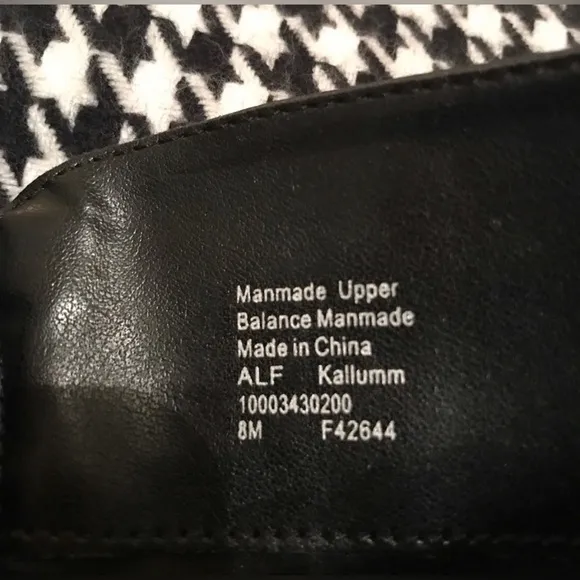 Manmade Upper
Balance Manmade
Made in China
ALF Kallumm
10003430200
8M F42644